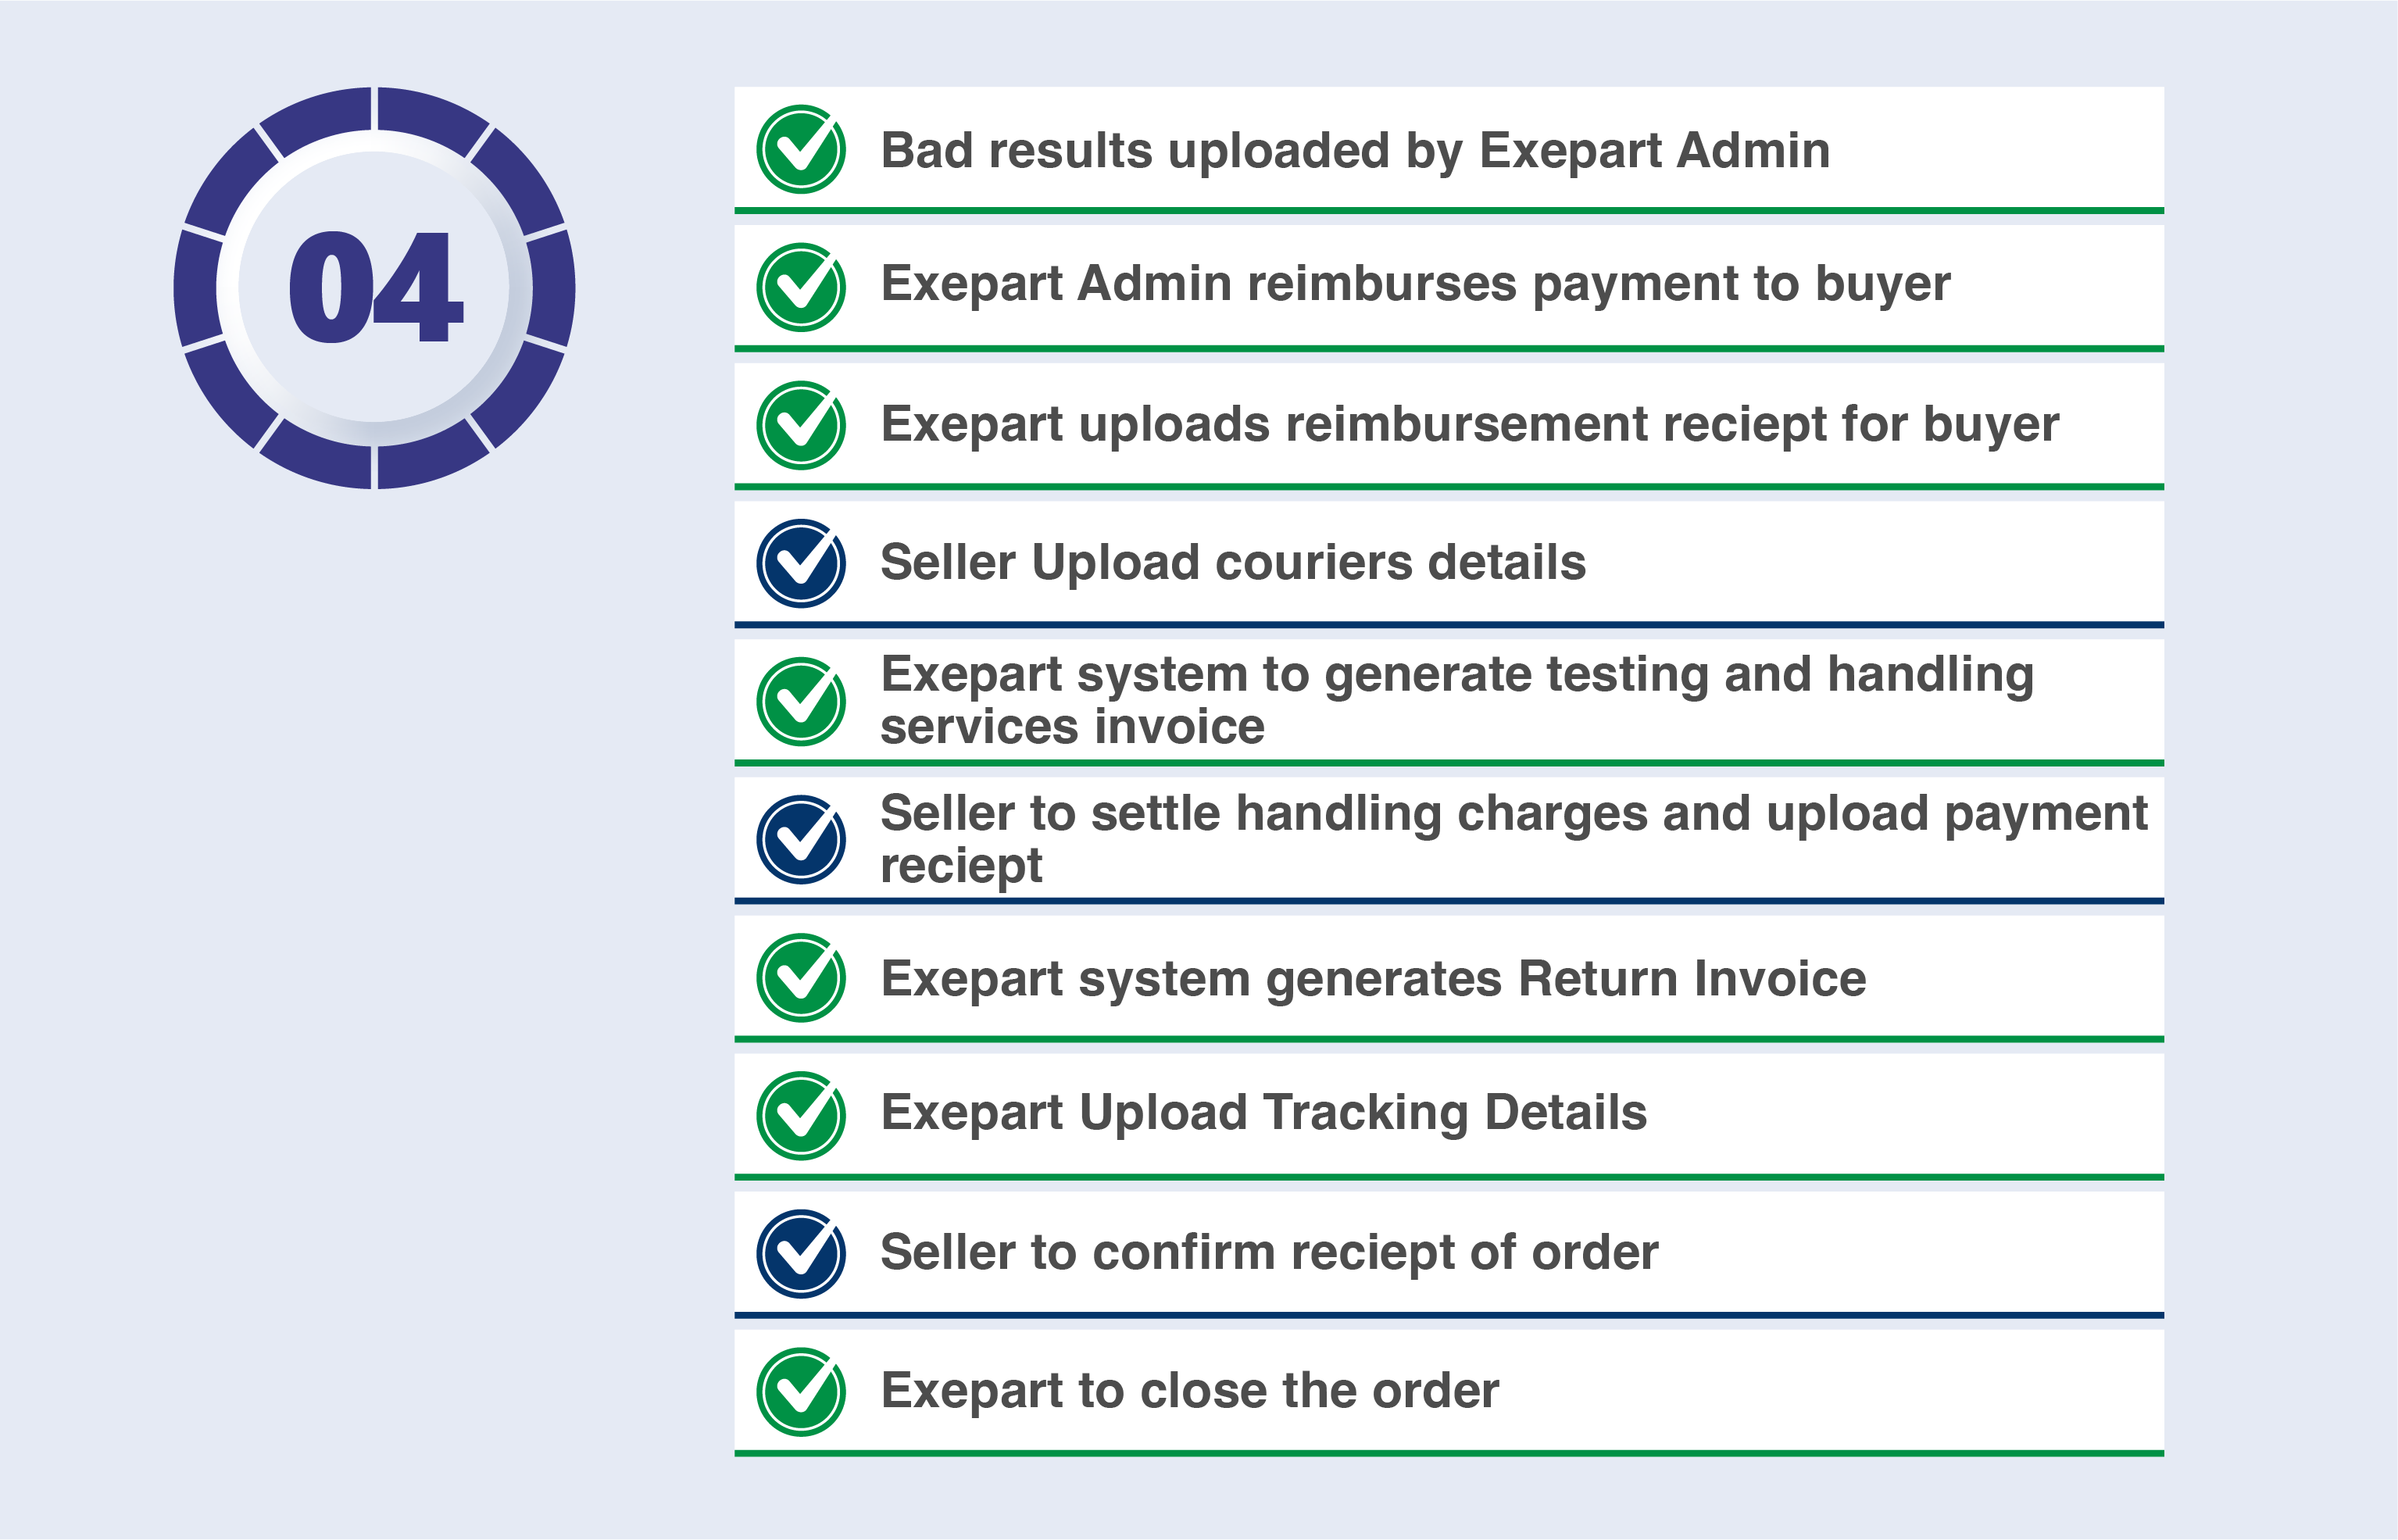 04
Bad results uploaded by Exepart Admin
Exepart Admin reimburses payment to buyer
Exepart uploads reimbursement reciept for buyer
Seller Upload couriers details
Exepart system to generate testing and handling
services invoice
Seller to settle handling charges and upload payment
reciept
Exepart system generates Return Invoice
Exepart Upload Tracking Details
Seller to confirm reciept of order
Exepart to close the order